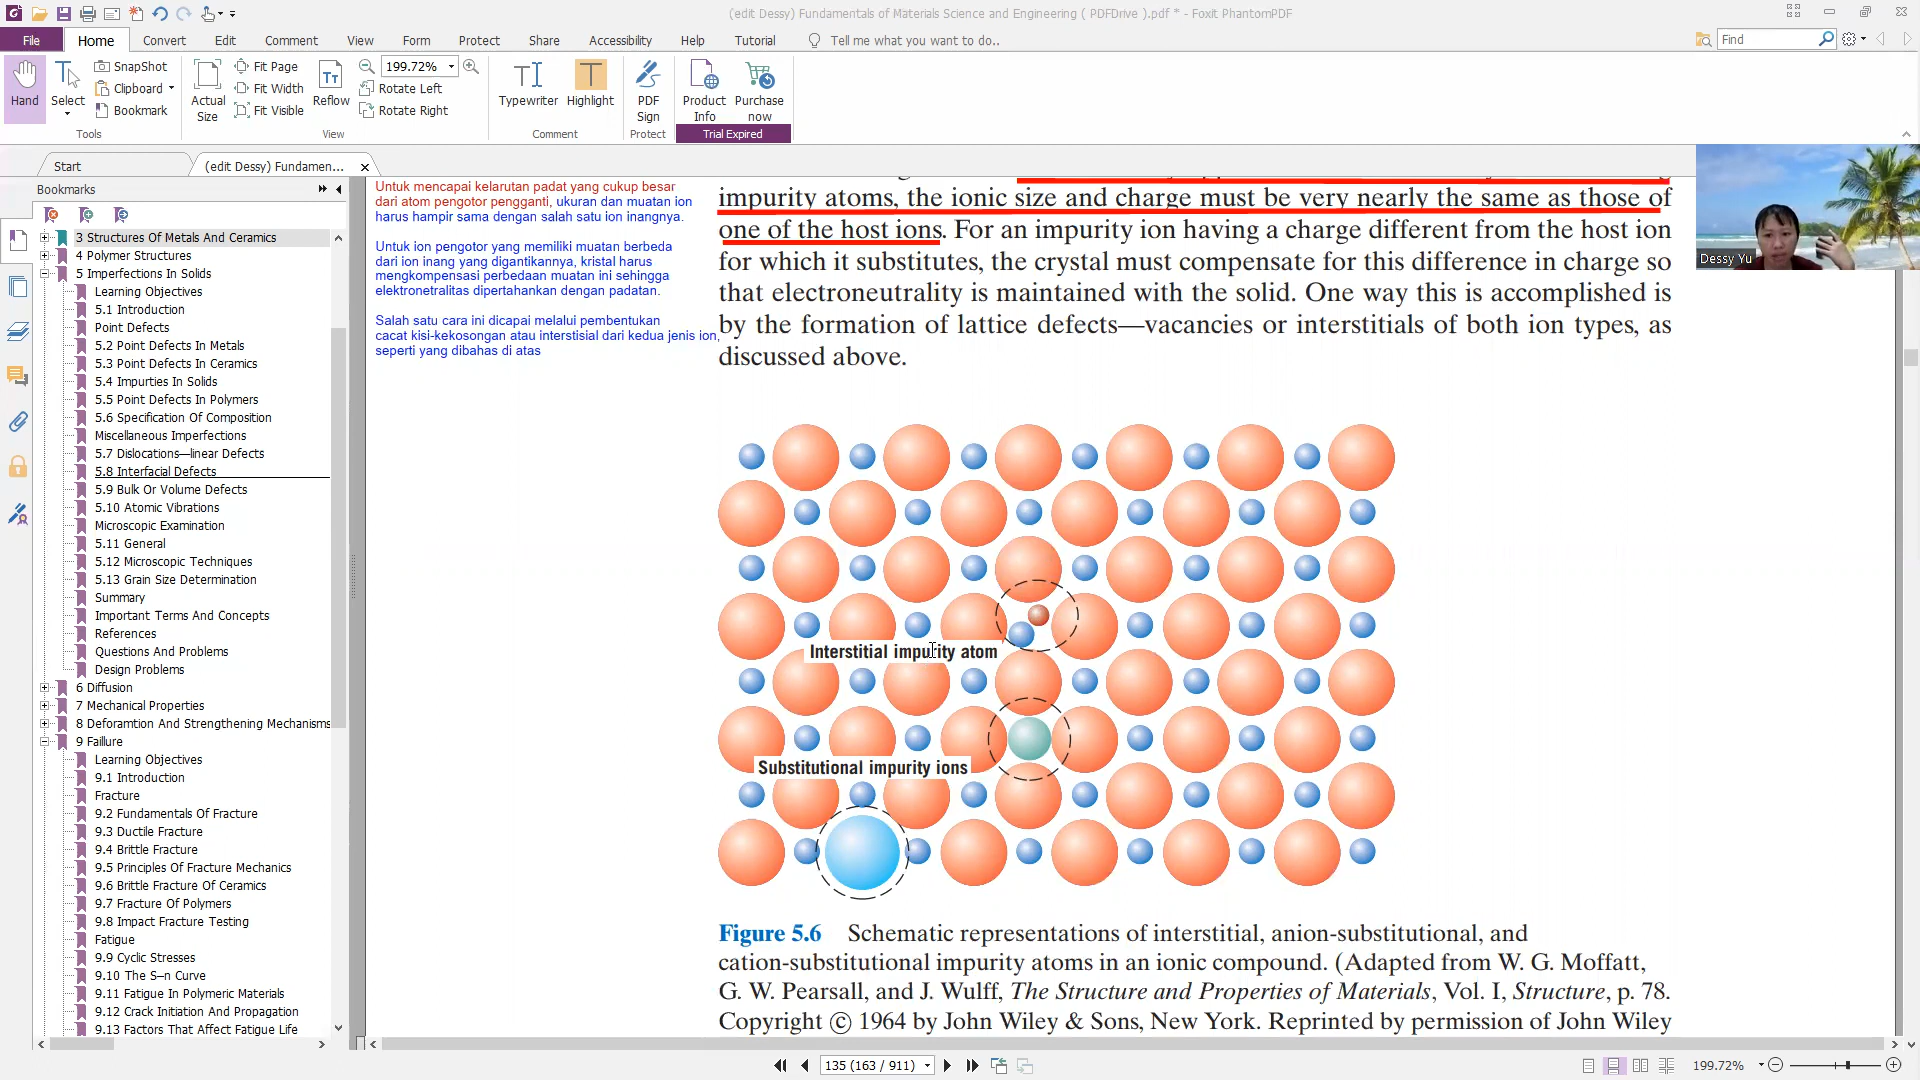 (edit Dessy) Fundamentals of Materials Science and Engineering ( PDFDrive ).pdf * - Foxit PhantomPDF
File Home Convert Edit Comment View Form Protect Share Accessibility Help Tutorial Tell me what you want to do.. Find
Hand
Select
SnapShot
Clipboard
Bookmark
Tools
Actual Size
Fit Page
Fit Width
Fit Visible
Reflow
199.72%
Rotate Left
Rotate Right
View
Typewriter
Highlight
Comment
PDF Sign
Protect
Product Info
Purchase now
Trial Expired
Start
(edit Dessy) Fundamen...
Bookmarks
3 Structures Of Metals And Ceramics
4 Polymer Structures
5 Imperfections In Solids
Learning Objectives
5.1 Introduction
Point Defects
5.2 Point Defects In Metals
5.3 Point Defects In Ceramics
5.4 Impurties In Solids
5.5 Point Defects In Polymers
5.6 Specification Of Composition
Miscellaneous Imperfections
5.7 Dislocations—linear Defects
5.8 Interfacial Defects
5.9 Bulk Or Volume Defects
5.10 Atomic Vibrations
Microscopic Examination
5.11 General
5.12 Microscopic Techniques
5.13 Grain Size Determination
Summary
Important Terms And Concepts
References
Questions And Problems
Design Problems
6 Diffusion
7 Mechanical Properties
8 Deforamtion And Strengthening Mechanisms
9 Faillure
Learning Objectives
9.1 Introduction
Fracture
9.2 Fundamentals Of Fracture
9.3 Ductile Fracture
9.4 Brittle Fracture
9.5 Principles Of Fracture Mechanics
9.6 Brittle Fracture Of Ceramics
9.7 Fracture Of Polymers
9.8 Impact Fracture Testing
Fatigue
9.9 Cyclic Stresses
9.10 The S—n Curve
9.11 Fatigue In Polymeric Materials
9.12 Crack Initiation And Propagation
9.13 Factors That Affect Fatigue Life
Untuk mencapai kelarutan padat yang cukup besar
dari atom pengotor pengganti, ukuran dan muatan ion
harus hampir sama dengan salah satu ion inangnya.
Untuk ion pengotor yang memiliki muatan berbeda
dari ion inang yang digantikannya, kristal harus
mengkompensasi perbedaan muatan ini sehingga
elektronetralitas dipertahankan dengan padatan.
Salah satu cara ini dicapai melalui pembentukan
cacat kisi-kekosongan atau interstisial dari kedua jenis ion,
seperti yang dibahas di atas
impurity atoms, the ionic size and charge must be very nearly the same as those of
one of the host ions. For an impurity ion having a charge different from the host ion
for which it substitutes, the crystal must compensate for this difference in charge so
that electroneutrality is maintained with the solid. One way this is accomplished is
by the formation of lattice defects—vacancies or interstitials of both ion types, as
discussed above.
Dessy Yu
Interstitial impurity atom
Substitutional impurity ions
Figure 5.6 Schematic representations of interstitial, anion-substitutional, and
cation-substitutional impurity atoms in an ionic compound. (Adapted from W. G. Moffatt,
G. W. Pearsall, and J. Wulff, The Structure and Properties of Materials, Vol. I, Structure, p. 78.
Copyright © 1964 by John Wiley & Sons, New York. Reprinted by permission of John Wiley
135 (163 / 911)
199.72%